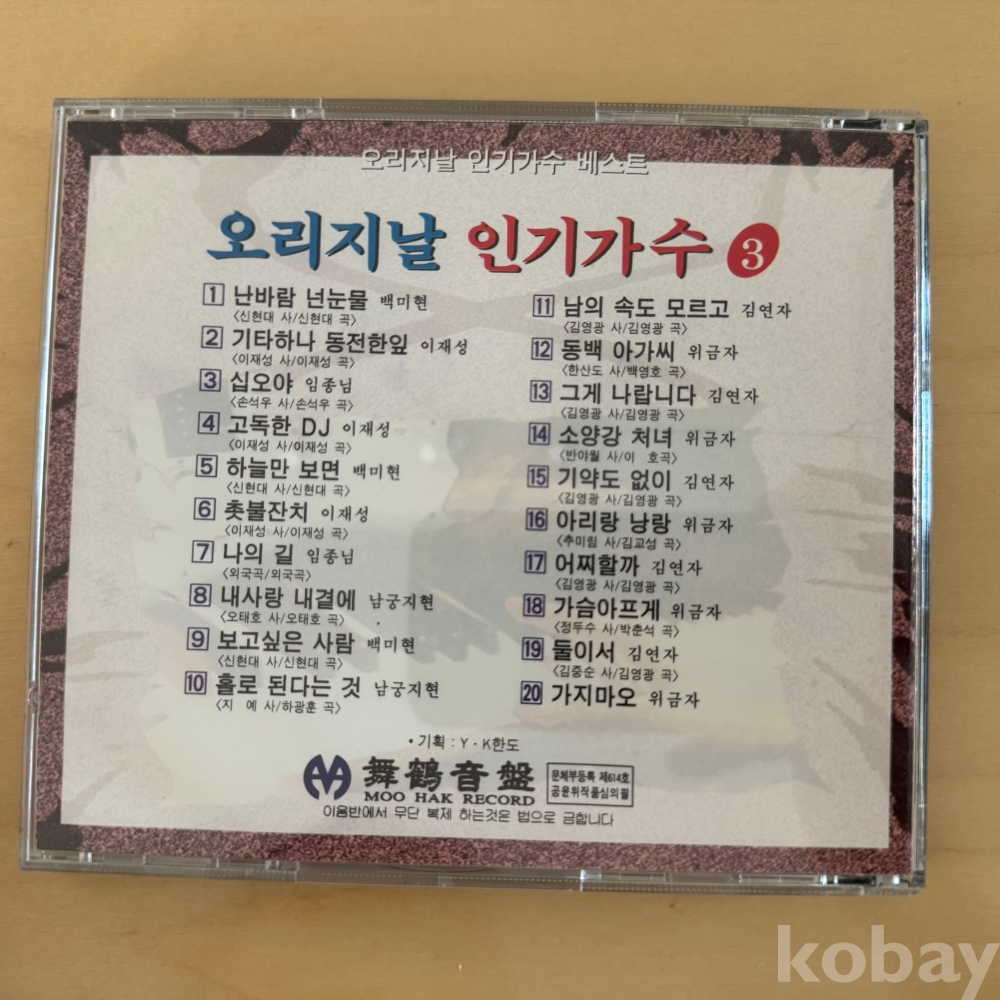 오리지날 인기가수 베스트
오리지날 인기가수 3
1 난바람 넌눈물 백미현
〈신현대 사/신현대 곡〉
2 기타하나 동전한잎 이재성
〈이재성 사/이재성 곡〉
3 십오야 임종님
〈손석우 사/손석우 곡〉
4 고독한 DJ 이재성
〈이재성 사/이재성 곡〉
5 하늘만 보면 백미현
〈신현대 사/신현대 곡〉
6 촛불잔치 이재성
〈이재성 사/이재성 곡〉
7 나의 길 임종님
〈외국곡/외국곡〉
8 내사랑 내곁에 남궁지현
〈오태호 사/오태호 곡〉
9 보고싶은 사람 백미현
〈신현대 사/신현대 곡〉
10 홀로 된다는 것 남궁지현
〈지 예 사/하광훈 곡〉
11 남의 속도 모르고 김연자
〈김영광 사/김영광 곡〉
12 동백 아가씨 위금자
〈한산도 사/백영호 곡〉
13 그게 나랍니다 김연자
〈김영광 사/김영광 곡〉
14 소양강 처녀 위금자
〈반야월 사/이 호곡〉
15 기약도 없이 김연자
〈김영광 사/김영광 곡〉
16 아리랑 낭랑 위금자
〈추미림 사/김교성 곡〉
17 어찌할까 김연자
〈김영광 사/김영광 곡〉
18 가슴아프게 위금자
〈정두수 사/박춘석 곡〉
19 둘이서 김연자
〈김중순 사/김영광 곡〉
20 가지마오 위금자
•기획 : Y·K한도
舞鶴音盤
MOO HAK RECORD
문체부등록 제614호
공윤위작품심의필
이음반에서 무단 복제 하는것은 법으로 금합니다
kobay